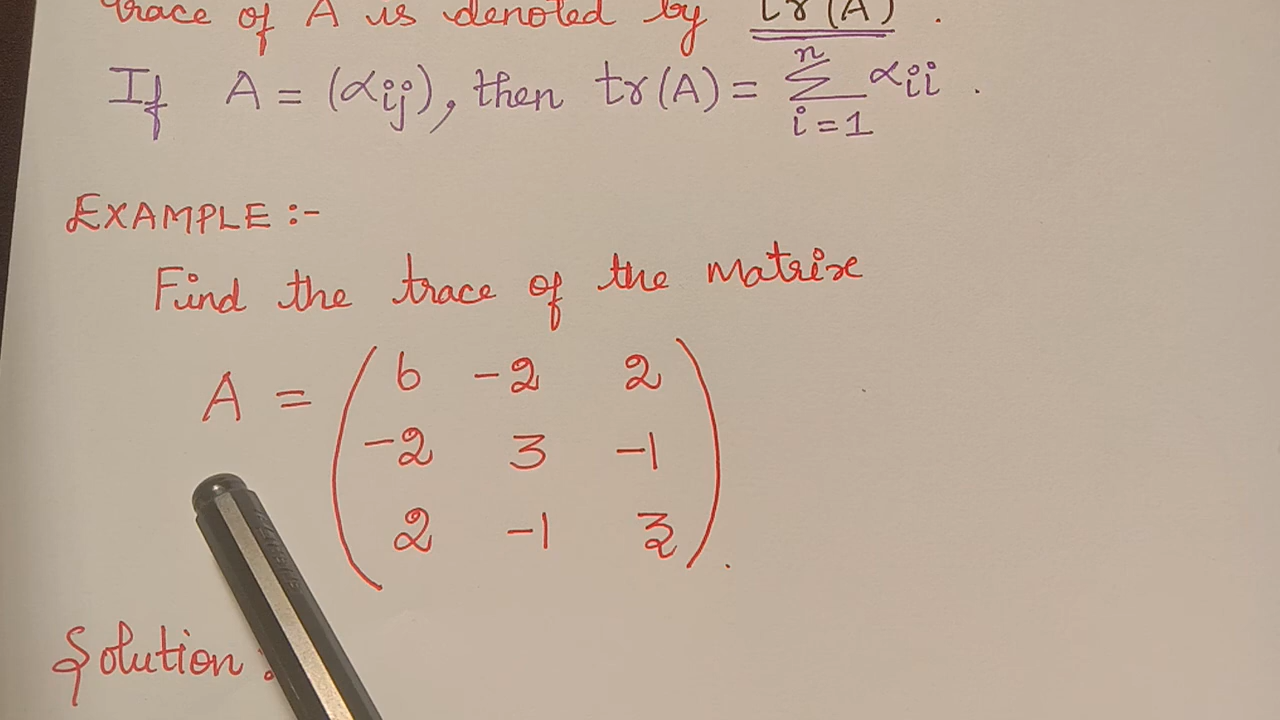 trace of A is denoted by tr(A) .
If A = (αij), then tr(A) = n∑i=1 αii .
EXAMPLE :-
Find the trace of the matrix
A = ( 6 -2 2
-2 3 -1
2 -1 3 ) .
Solution :